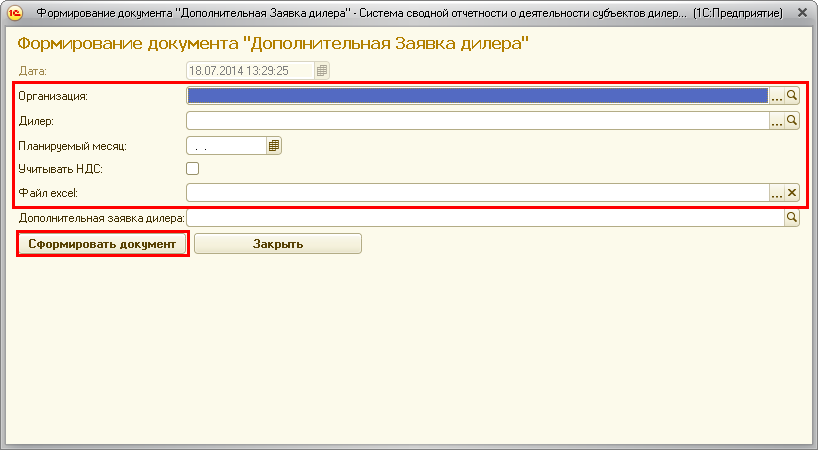 Формирование документа "Дополнительная Заявка дилера" - Система сводной отчетности о деятельности субъектов дилер... (1С:Предприятие)
Формирование документа "Дополнительная Заявка дилера"
Дата: 18.07.2014 13:29:25
Организация: ...
Дилер: ...
Планируемый месяц: . .
Учитывать НДС:
Файл excel: ...
Дополнительная заявка дилера:
Сформировать документ Закрыть